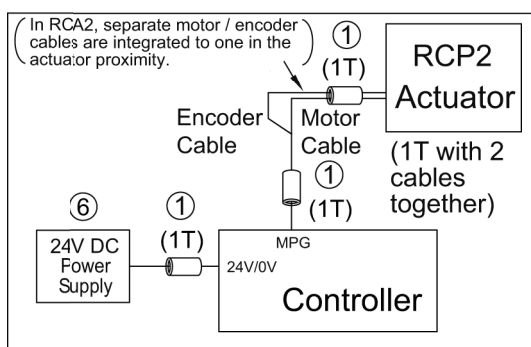 In RCA2, separate motor / encoder
cables are integrated to one in the
actuator proximity.
①
(1T)
RCP2
Actuator
Encoder
Cable
Motor
Cable
(1T with 2
cables
together)
①
(1T)
⑥
①
(1T)
24V DC
Power
Supply
MPG
24V/0V
Controller